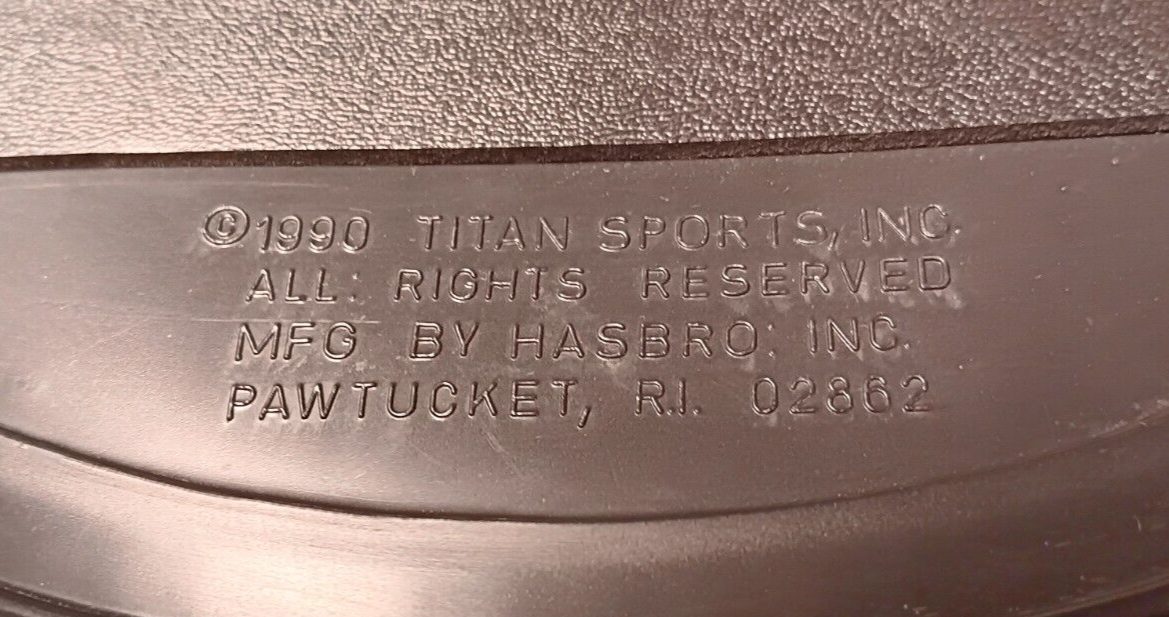 ©1990 TITAN SPORTS, INC.
ALL: RIGHTS RESERVED
MFG BY HASBRO: INC.
PAWTUCKET, R.I. 02862